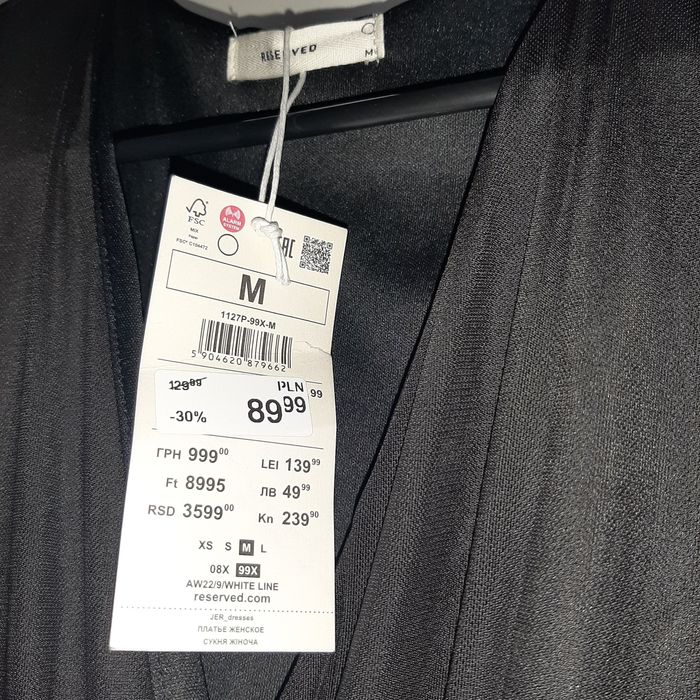 RESERVED
M
FSC
MIX
FSC® C104472
ALARM
SYSTEM
M
1127P-99X-M
5 904620 879662
129⁹⁹ PLN
99
-30% 89⁹⁹
ГРН 999⁰⁰ LEI 139⁹⁹
Ft 8995 ЛВ 49⁹⁹
RSD 3599⁰⁰ Kn 239⁹⁰
XS S M L
08X 99X
AW22/9/WHITE LINE
reserved.com
JER_dresses
ПЛАТЬЕ ЖЕНСКОЕ
СУКНЯ ЖІНОЧА